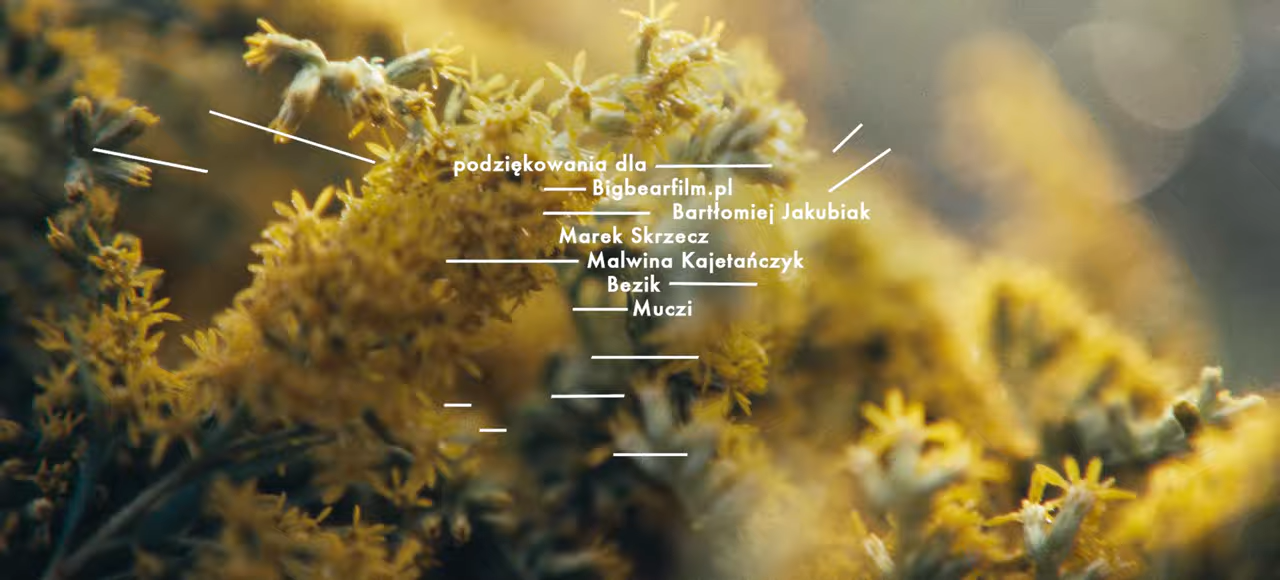 podziękowania dla
Bigbearfilm.pl
Bartłomiej Jakubiak
Marek Skrzecz
Malwina Kajetańczyk
Bezik
Muczi